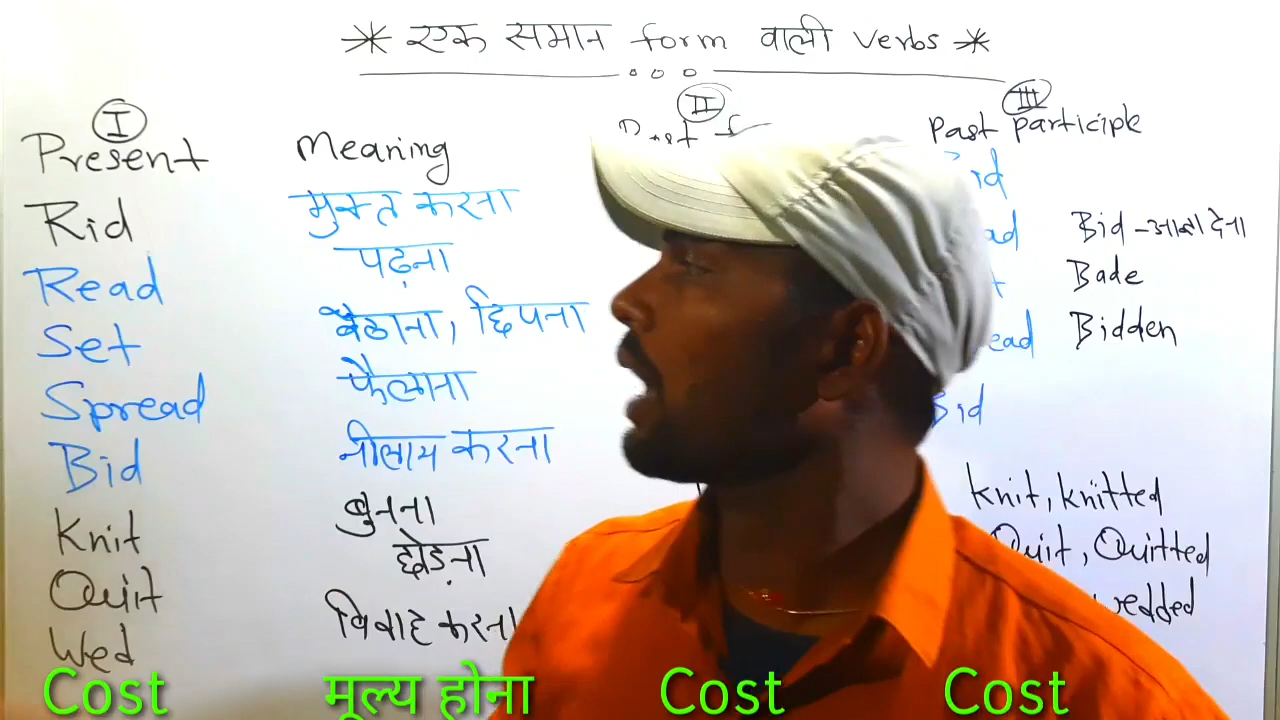 * एक समान form वाली Verbs *
I II III
Present Meaning Past participle
Rid मुक्त करना
Read पढ़ना Bid - आज्ञा देना
Set बैठाना, छिपना Bade
Spread फैलाना Bidden
Bid नीलाम करना Bid
Knit बुनना Knit, Knitted
Quit छोड़ना Quit, Quitted
Wed विवाह करना
Cost मूल्य होना Cost Cost